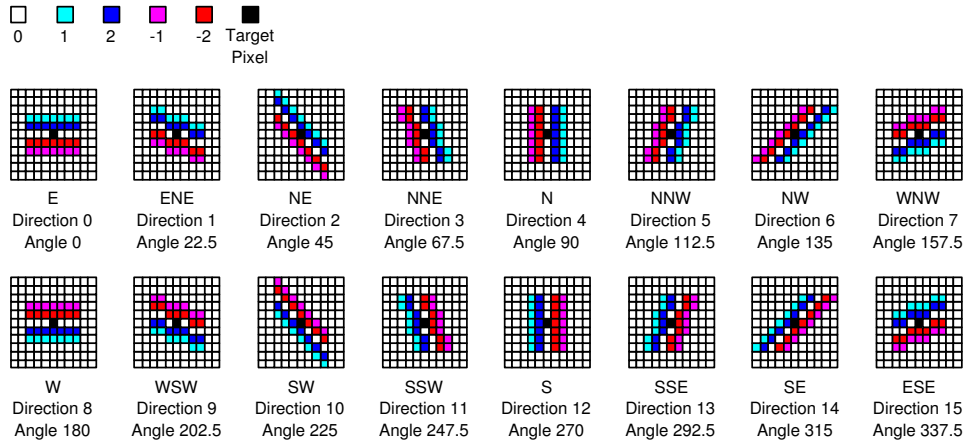 0 1 2 -1 -2 Target
Pixel
E ENE NE NNE N NNW NW WNW
Direction 0 Direction 1 Direction 2 Direction 3 Direction 4 Direction 5 Direction 6 Direction 7
Angle 0 Angle 22.5 Angle 45 Angle 67.5 Angle 90 Angle 112.5 Angle 135 Angle 157.5
W WSW SW SSW S SSE SE ESE
Direction 8 Direction 9 Direction 10 Direction 11 Direction 12 Direction 13 Direction 14 Direction 15
Angle 180 Angle 202.5 Angle 225 Angle 247.5 Angle 270 Angle 292.5 Angle 315 Angle 337.5